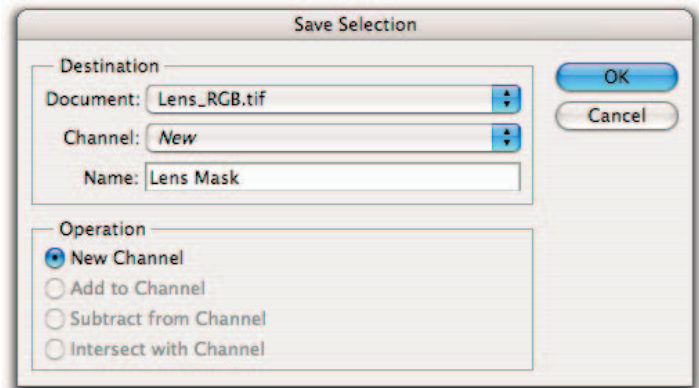 Save Selection
Destination
Document: Lens_RGB.tif
Channel: New
Name: Lens Mask
OK
Cancel
Operation
New Channel
Add to Channel
Subtract from Channel
Intersect with Channel